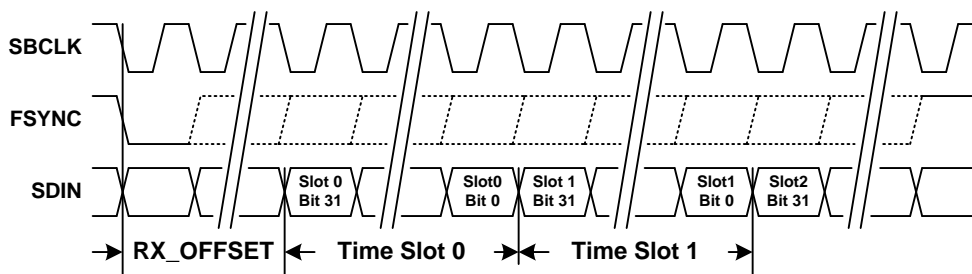 SBCLK
FSYNC
SDIN
Slot 0
Bit 31
Slot0
Bit 0
Slot 1
Bit 31
Slot1
Bit 0
Slot2
Bit 31
RX_OFFSET
Time Slot 0
Time Slot 1